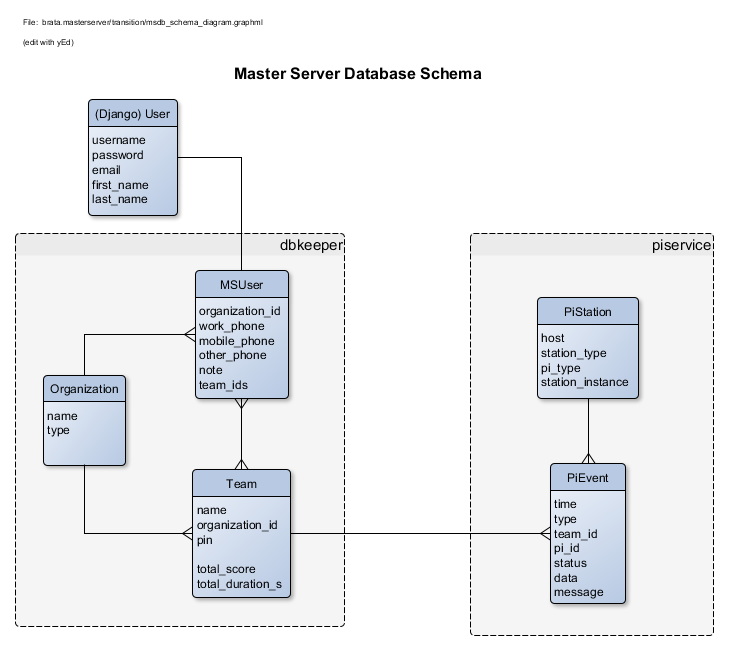 File:  brata.masterserver/transition/msdb_schema_diagram.graphml
(edit with yEd)
Master Server Database Schema
(Django) User
username
password
email
first_name
last_name
dbkeeper
MSUser
organization_id
work_phone
mobile_phone
other_phone
note
team_ids
Organization
name
type
Team
name
organization_id
pin
total_score
total_duration_s
piservice
PiStation
host
station_type
pi_type
station_instance
PiEvent
time
type
team_id
pi_id
status
data
message